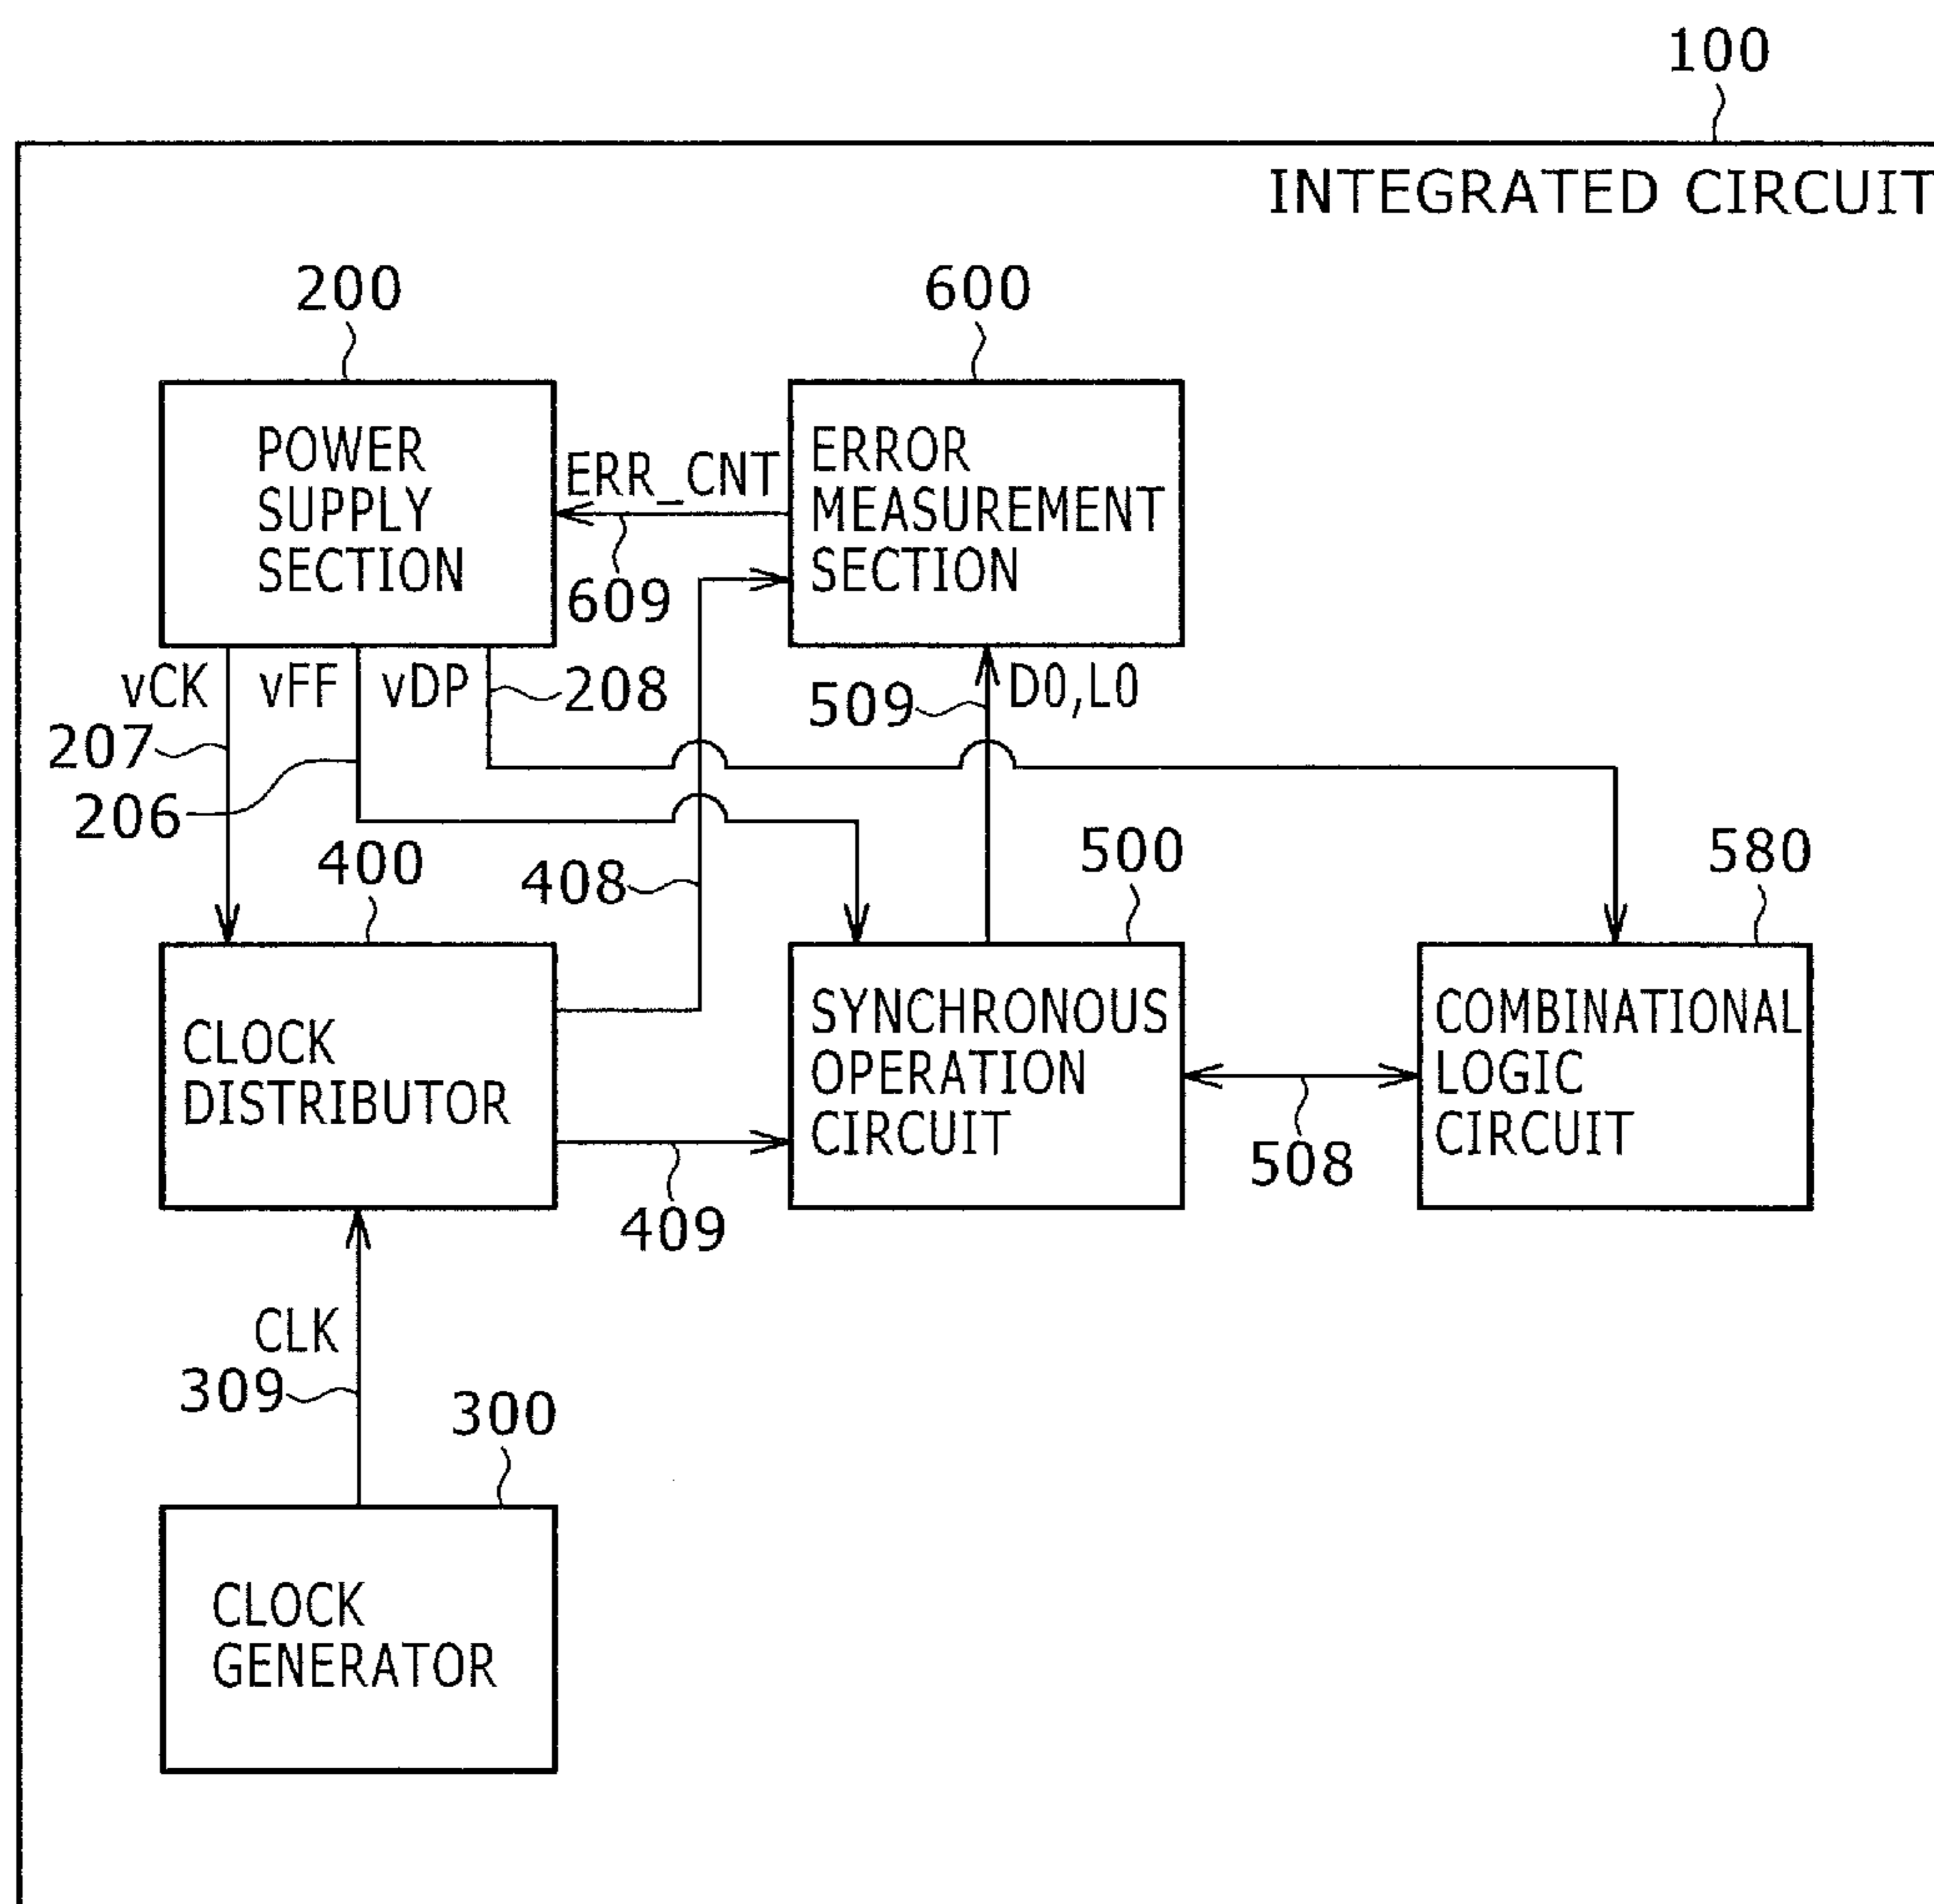 100
INTEGRATED CIRCUIT
200
600
POWER
SUPPLY
SECTION
ERR_CNT
609
ERROR
MEASUREMENT
SECTION
vCK
vFF
vDP
208
509
D0,L0
207
206
400
408
500
580
CLOCK
DISTRIBUTOR
SYNCHRONOUS
OPERATION
CIRCUIT
COMBINATIONAL
LOGIC
CIRCUIT
508
409
CLK
309
300
CLOCK
GENERATOR